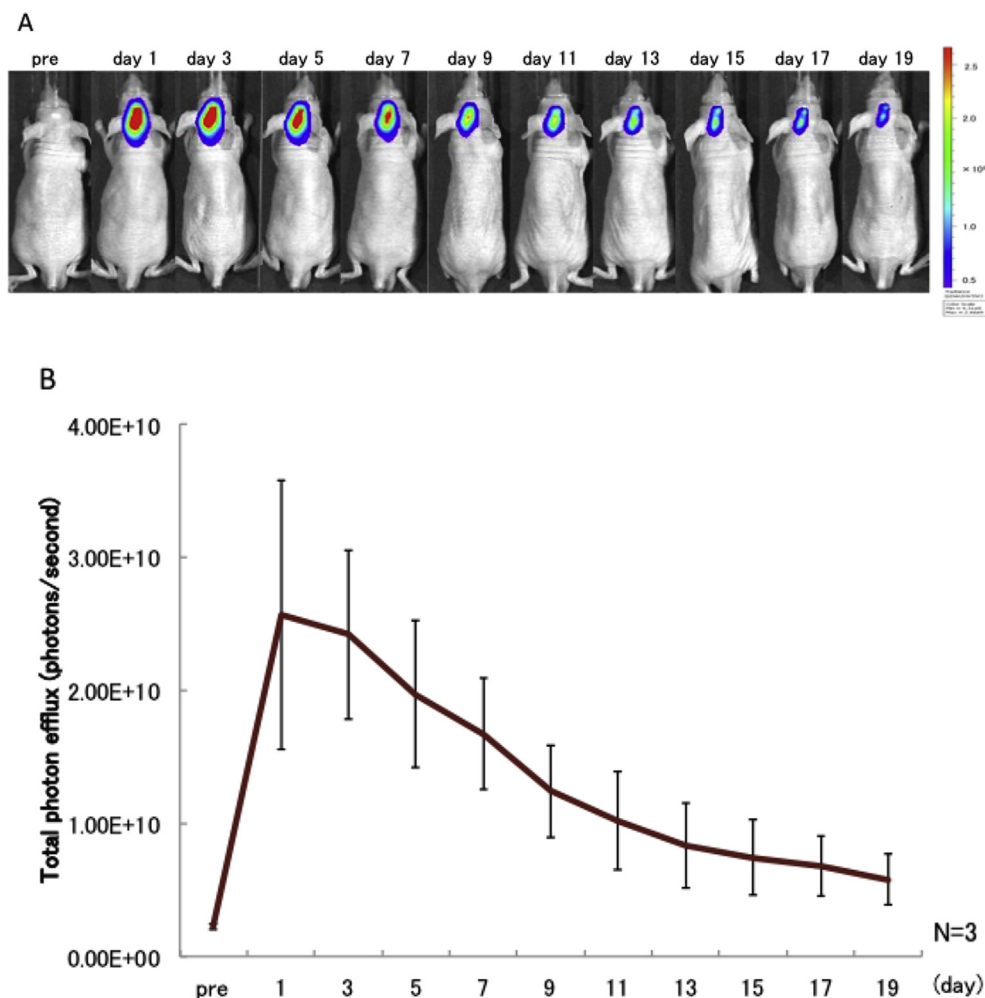 A
pre day 1 day 3 day 5 day 7 day 9 day 11 day 13 day 15 day 17 day 19
2.5
2.0
1.0
0.5
B
4.00E+10
3.00E+10
2.00E+10
1.00E+10
0.00E+00
Total photon efflux (photons/second)
N=3
pre 1 3 5 7 9 11 13 15 17 19 (day)